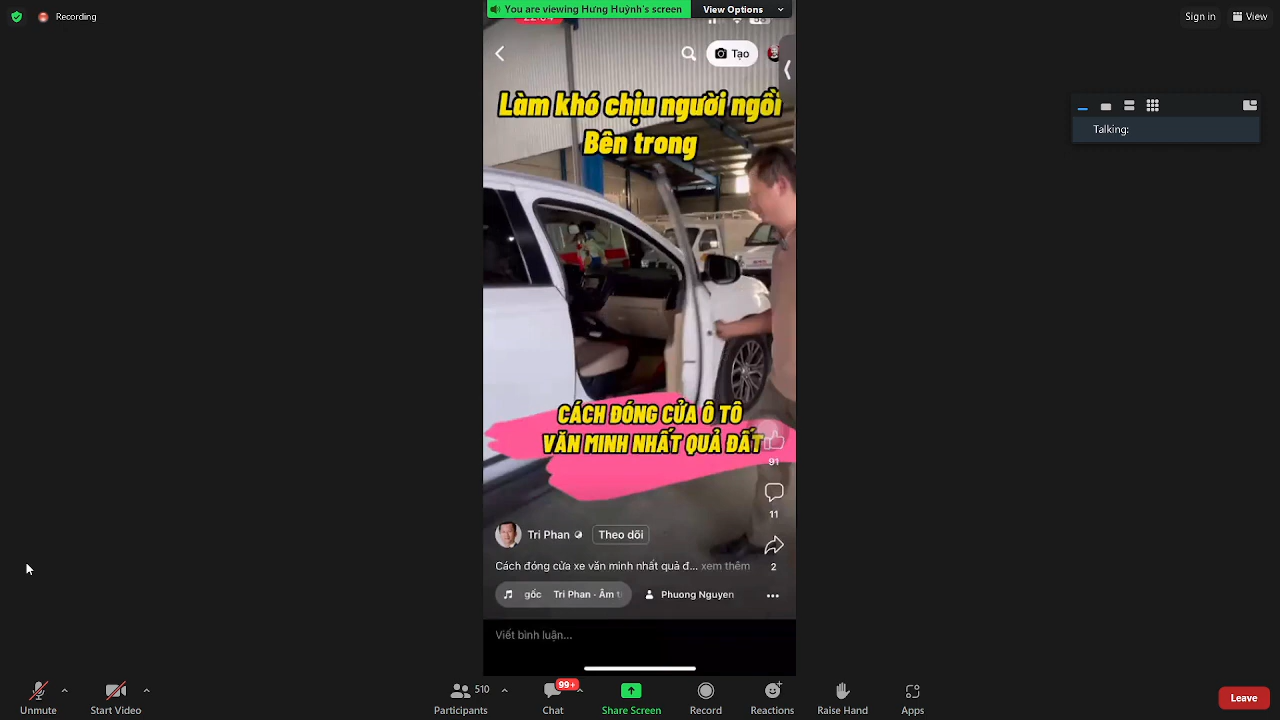 Recording
You are viewing Hưng Huỳnh's screen
View Options
Sign in
View
Tạo
Talking:
Làm khó chịu người ngồi
Bên trong
CÁCH ĐÓNG CỬA Ô TÔ
VĂN MINH NHẤT QUẢ ĐẤT
91
11
Tri Phan
Theo dõi
Cách đóng cửa xe văn minh nhất quả đ... xem thêm
2
gốc Tri Phan · Âm t
Phuong Nguyen
Viết bình luận...
Unmute
Start Video
510
Participants
99+
Chat
Share Screen
Record
Reactions
Raise Hand
Apps
Leave